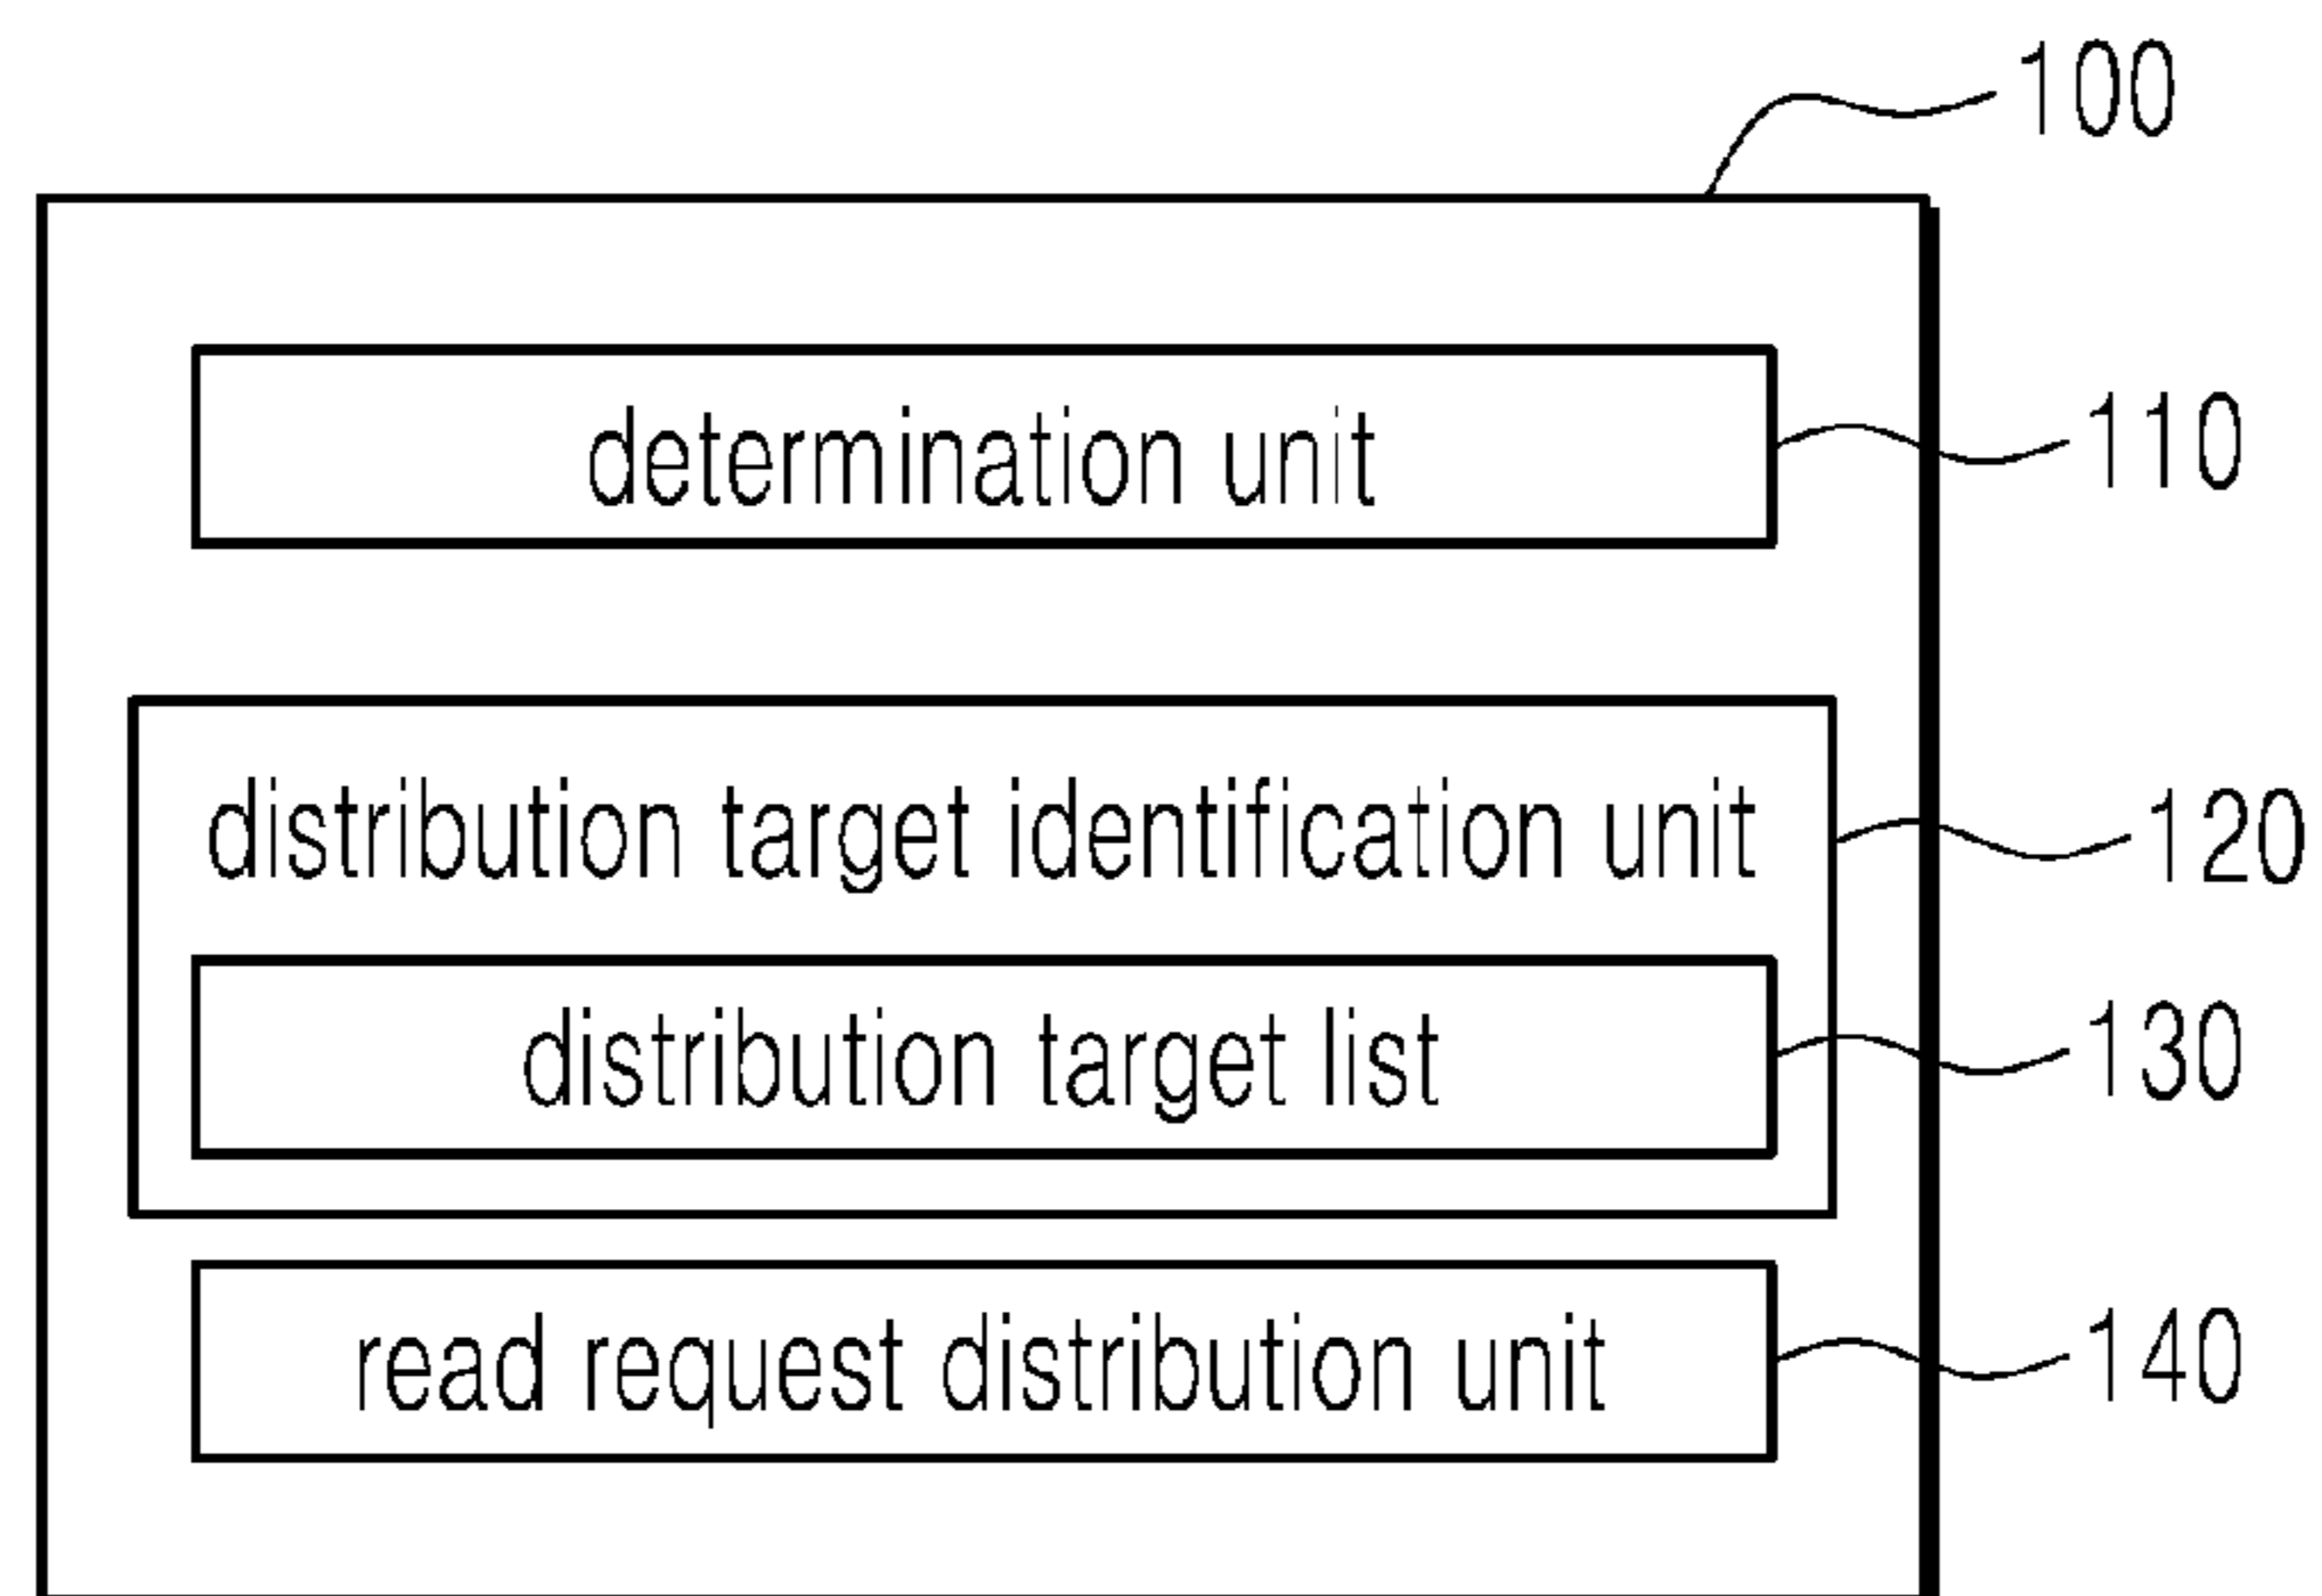 100
determination unit 110
distribution target identification unit 120
distribution target list 130
read request distribution unit 140